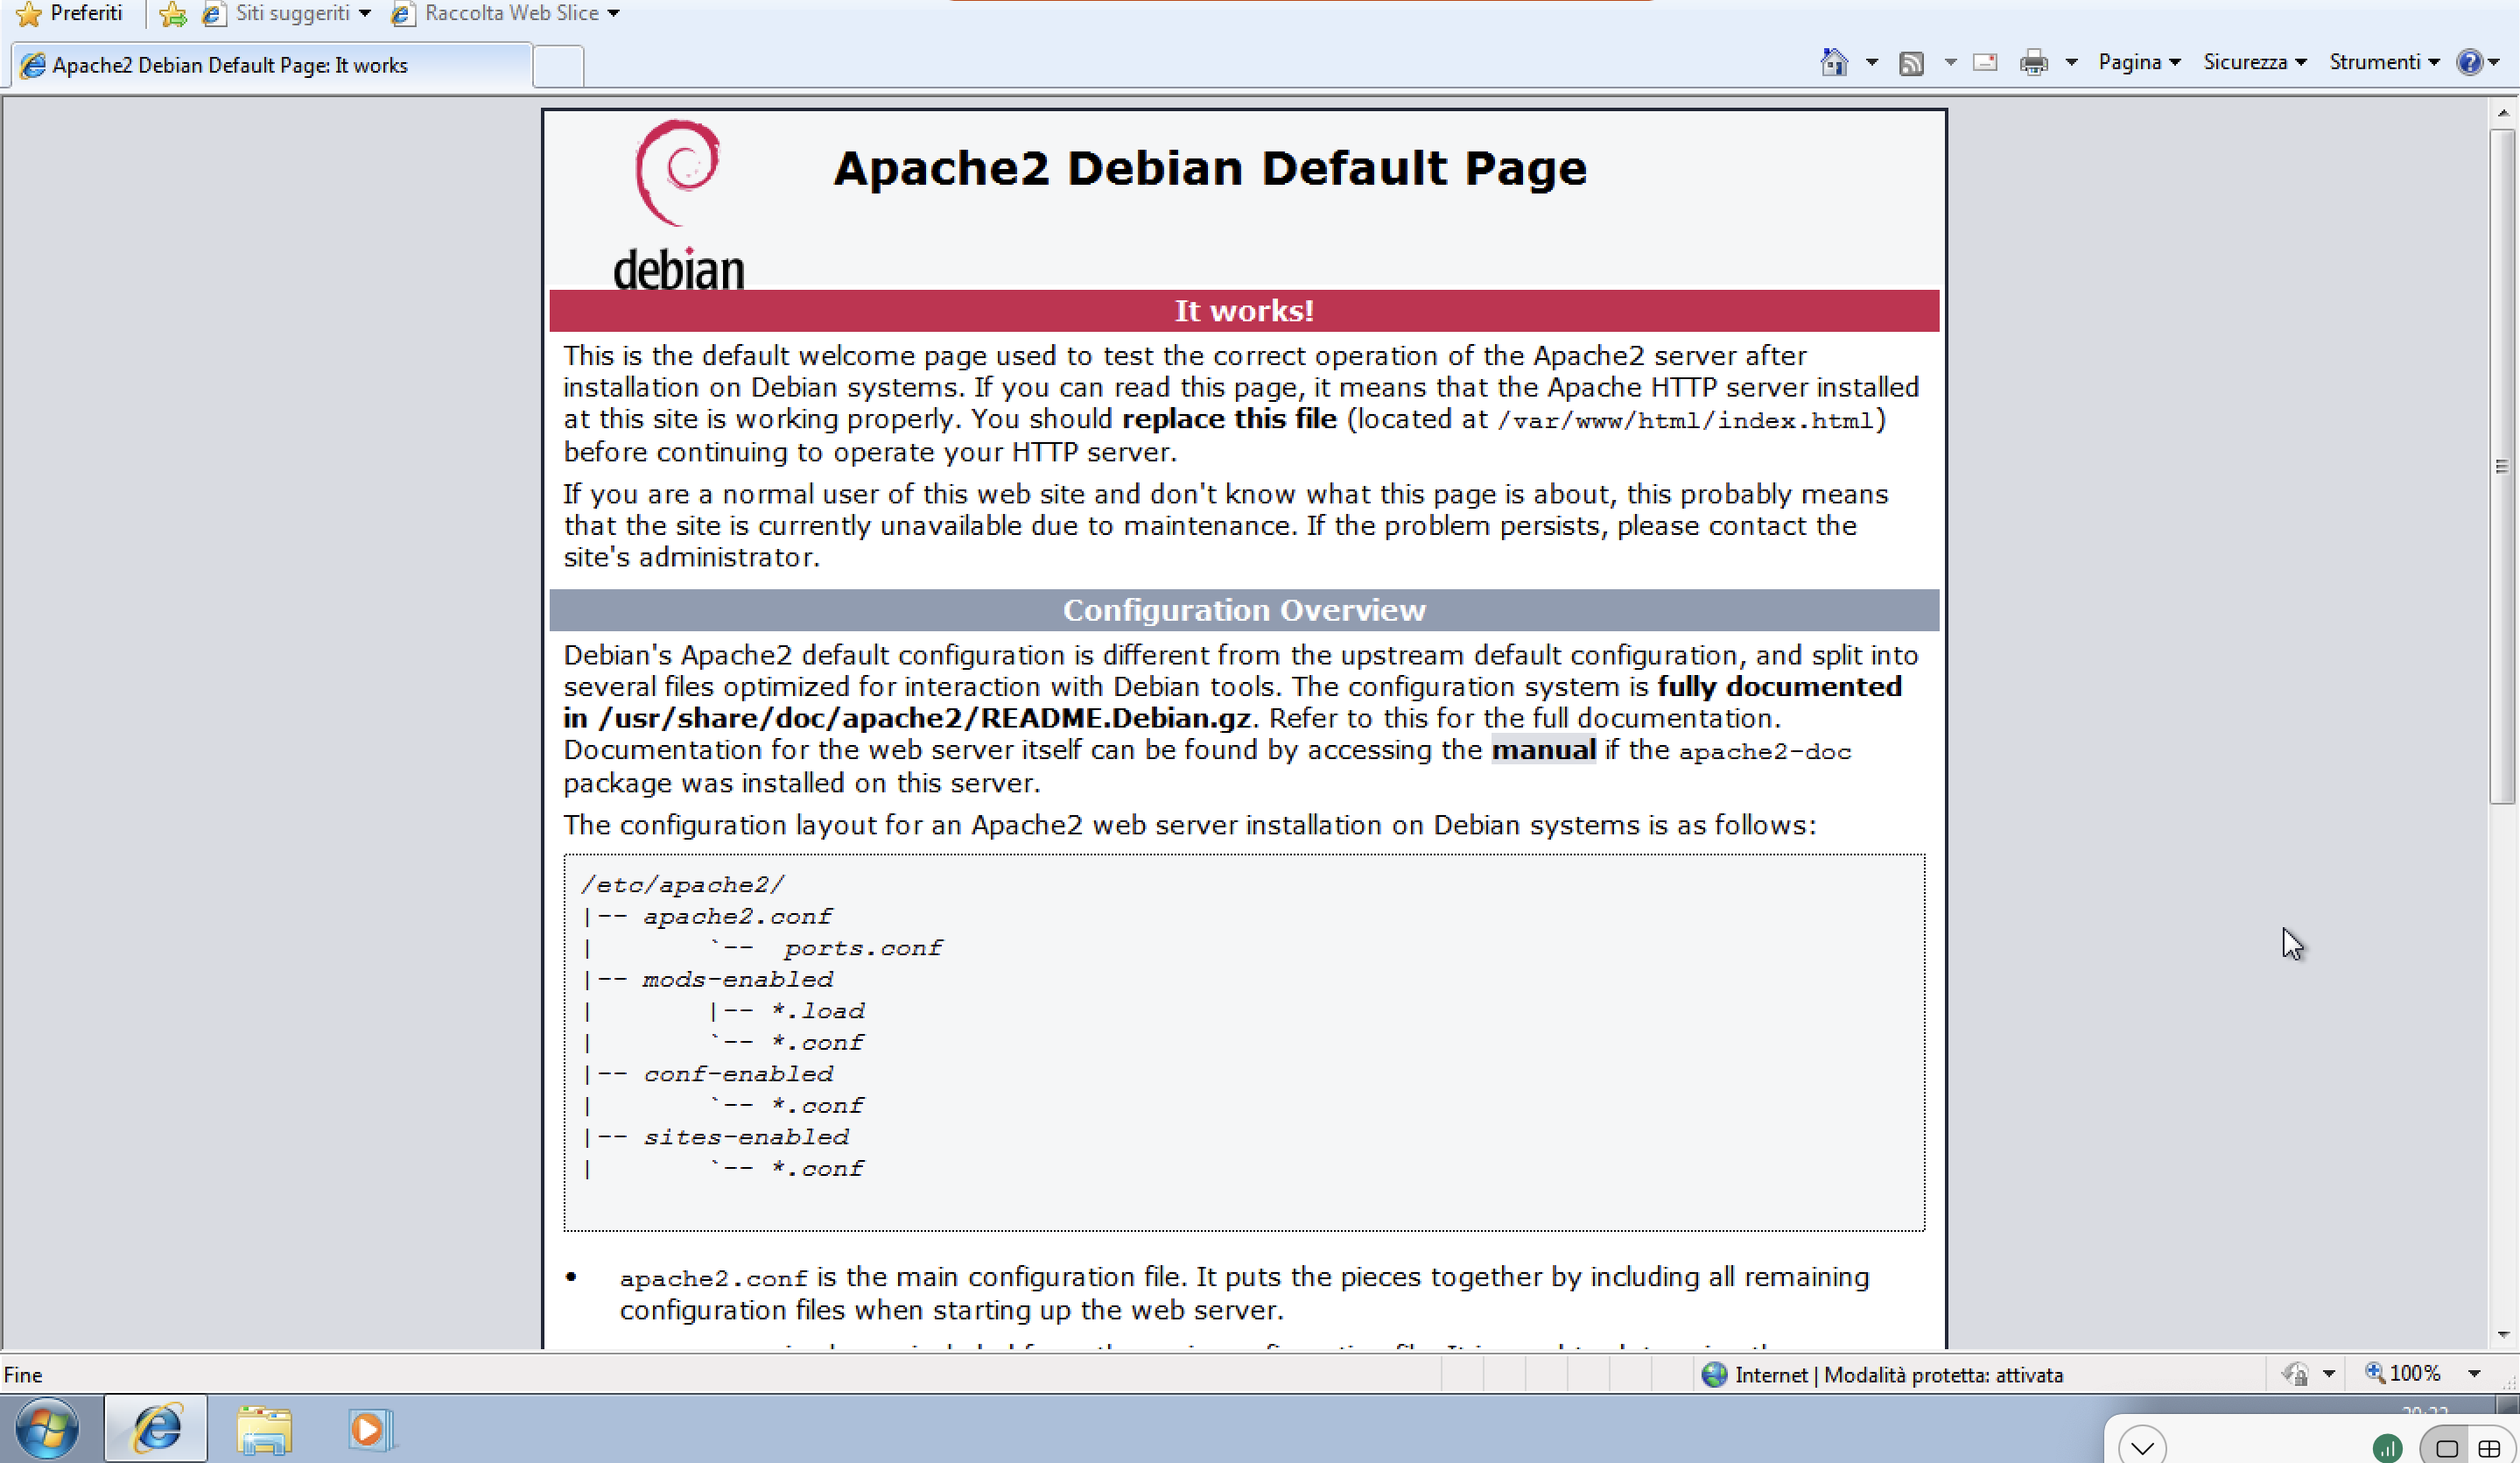 Preferiti
Siti suggeriti
Raccolta Web Slice
Apache2 Debian Default Page: It works
Pagina
Sicurezza
Strumenti
debian
Apache2 Debian Default Page
It works!
This is the default welcome page used to test the correct operation of the Apache2 server after
installation on Debian systems. If you can read this page, it means that the Apache HTTP server installed
at this site is working properly. You should replace this file (located at /var/www/html/index.html)
before continuing to operate your HTTP server.
If you are a normal user of this web site and don't know what this page is about, this probably means
that the site is currently unavailable due to maintenance. If the problem persists, please contact the
site's administrator.
Configuration Overview
Debian's Apache2 default configuration is different from the upstream default configuration, and split into
several files optimized for interaction with Debian tools. The configuration system is fully documented
in /usr/share/doc/apache2/README.Debian.gz. Refer to this for the full documentation.
Documentation for the web server itself can be found by accessing the manual if the apache2-doc
package was installed on this server.
The configuration layout for an Apache2 web server installation on Debian systems is as follows:
/etc/apache2/
|-- apache2.conf
|       `--  ports.conf
|-- mods-enabled
|       |-- *.load
|       `-- *.conf
|-- conf-enabled
|       `-- *.conf
|-- sites-enabled
|       `-- *.conf
• apache2.conf is the main configuration file. It puts the pieces together by including all remaining
configuration files when starting up the web server.
Fine
Internet | Modalità protetta: attivata
100%